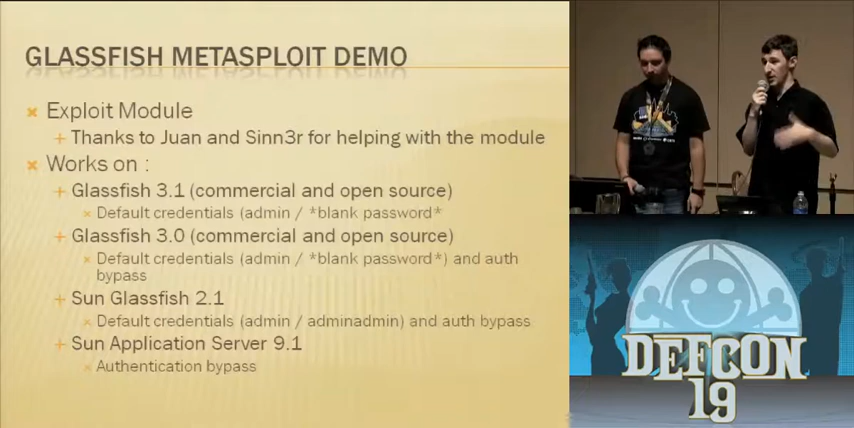 GLASSFISH METASPLOIT DEMO
Exploit Module
Thanks to Juan and Sinn3r for helping with the module
Works on :
Glassfish 3.1 (commercial and open source)
Default credentials (admin / *blank password*
Glassfish 3.0 (commercial and open source)
Default credentials (admin / *blank password*) and auth
bypass
Sun Glassfish 2.1
Default credentials (admin / adminadmin) and auth bypass
Sun Application Server 9.1
Authentication bypass
DEFCON
19